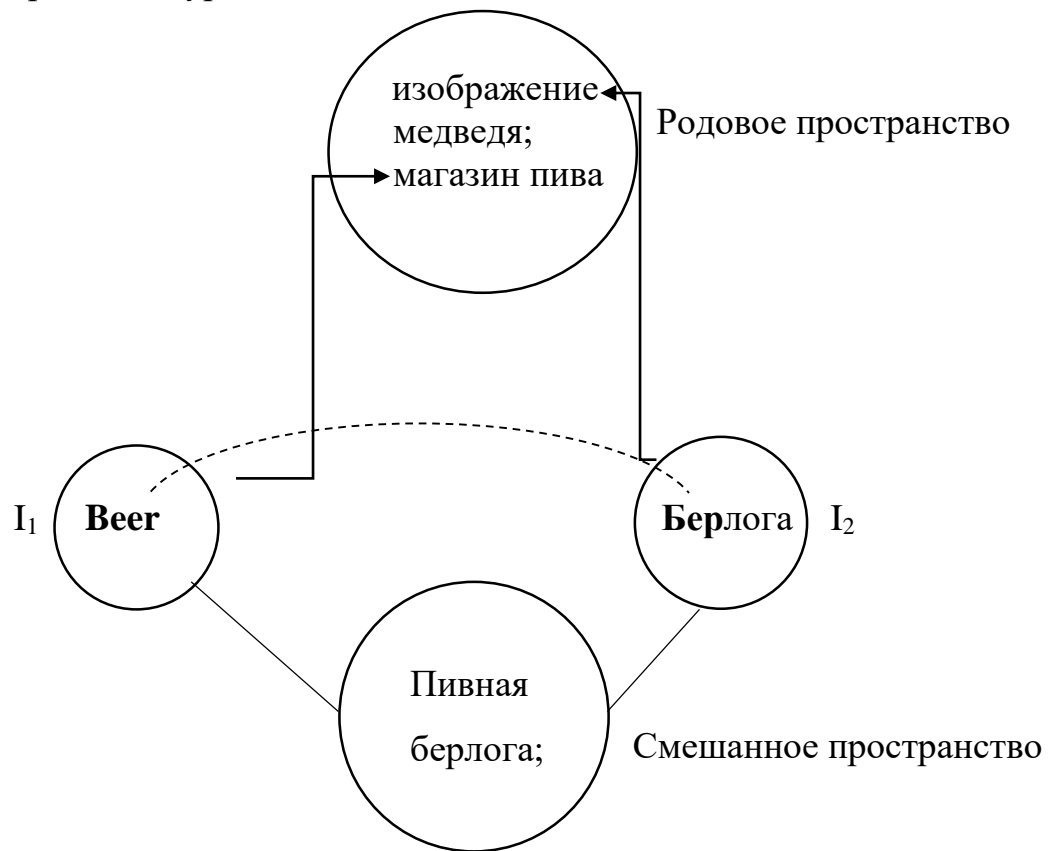 изображение
медведя;
магазин пива
Родовое пространство
I₁
Beer
Берлога
I₂
Пивная
берлога;
Смешанное пространство